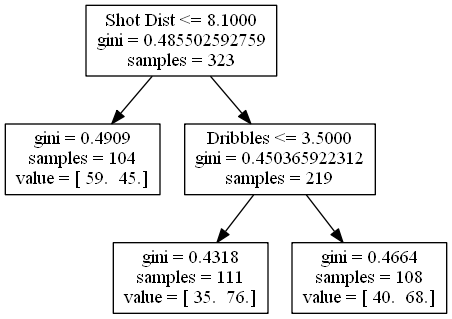 Shot Dist <= 8.1000
gini = 0.485502592759
samples = 323
gini = 0.4909
samples = 104
value = [ 59.  45.]
Dribbles <= 3.5000
gini = 0.450365922312
samples = 219
gini = 0.4318
samples = 111
value = [ 35.  76.]
gini = 0.4664
samples = 108
value = [ 40.  68.]